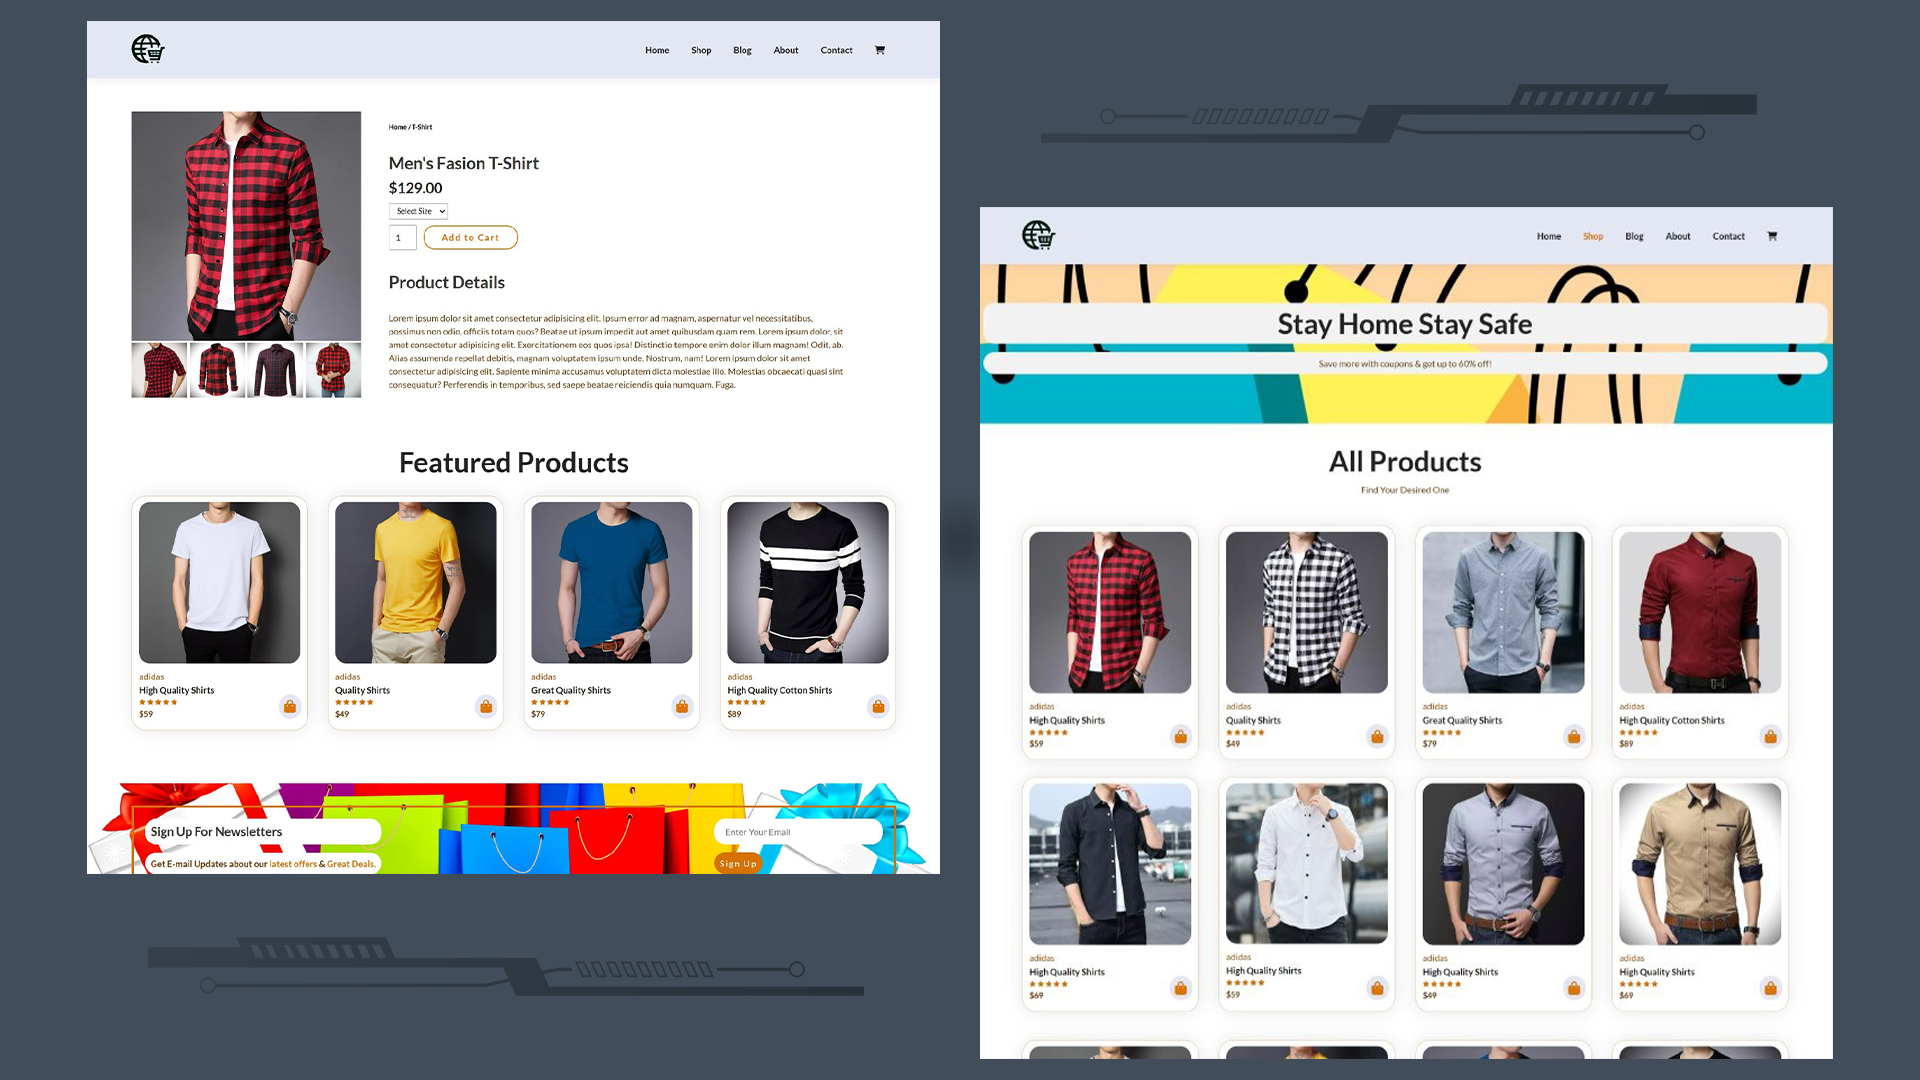 Home Shop Blog About Contact
Home / T-Shirt
Men's Fasion T-Shirt
$129.00
Select Size
1
Add to Cart
Product Details
Lorem ipsum dolor sit amet consectetur adipisicing elit. Ipsum error ad magnam, aspernatur vel necessitatibus,
possimus non odio, officiis totam quos? Beatae ut ipsum impedit aut amet quibusdam quam rem. Lorem ipsum dolor, sit
amet consectetur adipisicing elit. Exercitationem eos quos ipsa! Distinctio tempore enim dolor illum magnam! Odit, ab.
Alias assumenda repellat debitis, magnam voluptatem ipsum unde. Nostrum, nam! Lorem ipsum dolor sit amet
consectetur adipisicing elit. Sapiente minima accusamus voluptatem dicta molestiae illo. Molestias obcaecati quasi sint
consequatur? Perferendis in temporibus, sed saepe beatae reiciendis quia numquam. Fuga.
Featured Products
adidas
High Quality Shirts
$59
adidas
Quality Shirts
$49
adidas
Great Quality Shirts
$79
adidas
High Quality Cotton Shirts
$89
Sign Up For Newsletters
Get E-mail Updates about our latest offers & Great Deals.
Enter Your Email
Sign Up
Home Shop Blog About Contact
Stay Home Stay Safe
Save more with coupons & get up to 60% off!
All Products
Find Your Desired One
adidas
High Quality Shirts
$59
adidas
Quality Shirts
$49
adidas
Great Quality Shirts
$79
adidas
High Quality Cotton Shirts
$89
adidas
High Quality Shirts
$69
adidas
High Quality Shirts
$59
adidas
High Quality Shirts
$49
adidas
High Quality Shirts
$69